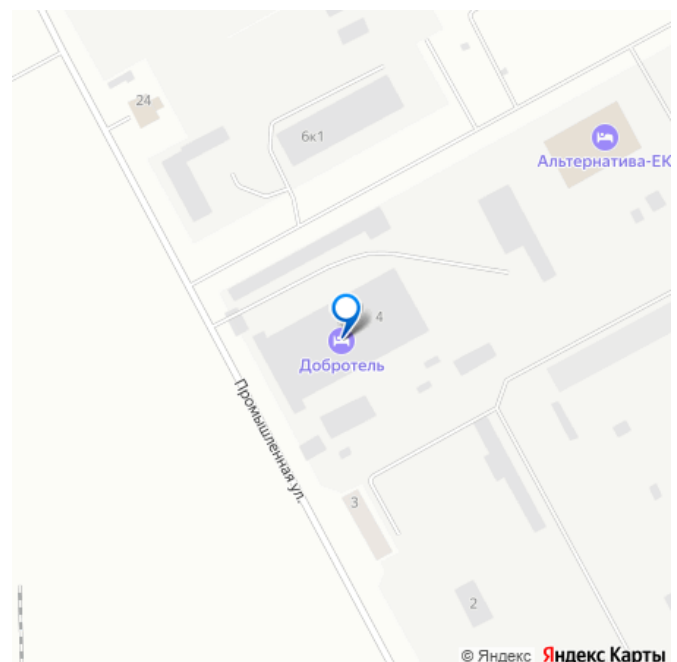 24
6к1
Альтернатива-ЕК
4
Добротель
Промышленная ул.
3
2
© Яндекс Яндекс Карты